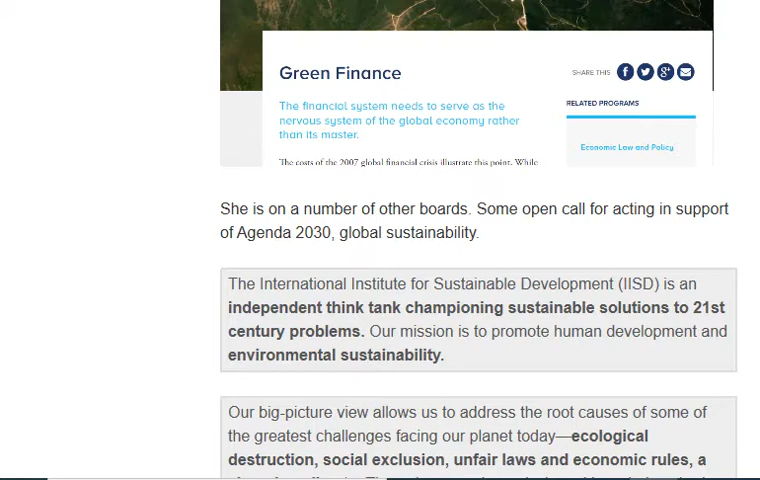 Green Finance
SHARE THIS
The financial system needs to serve as the
nervous system of the global economy rather
than its master.
RELATED PROGRAMS
Economic Law and Policy
The costs of the 2007 global financial crisis illustrate this point. While
She is on a number of other boards. Some open call for acting in support
of Agenda 2030, global sustainability.
The International Institute for Sustainable Development (IISD) is an
independent think tank championing sustainable solutions to 21st
century problems. Our mission is to promote human development and
environmental sustainability.
Our big-picture view allows us to address the root causes of some of
the greatest challenges facing our planet today—ecological
destruction, social exclusion, unfair laws and economic rules, a